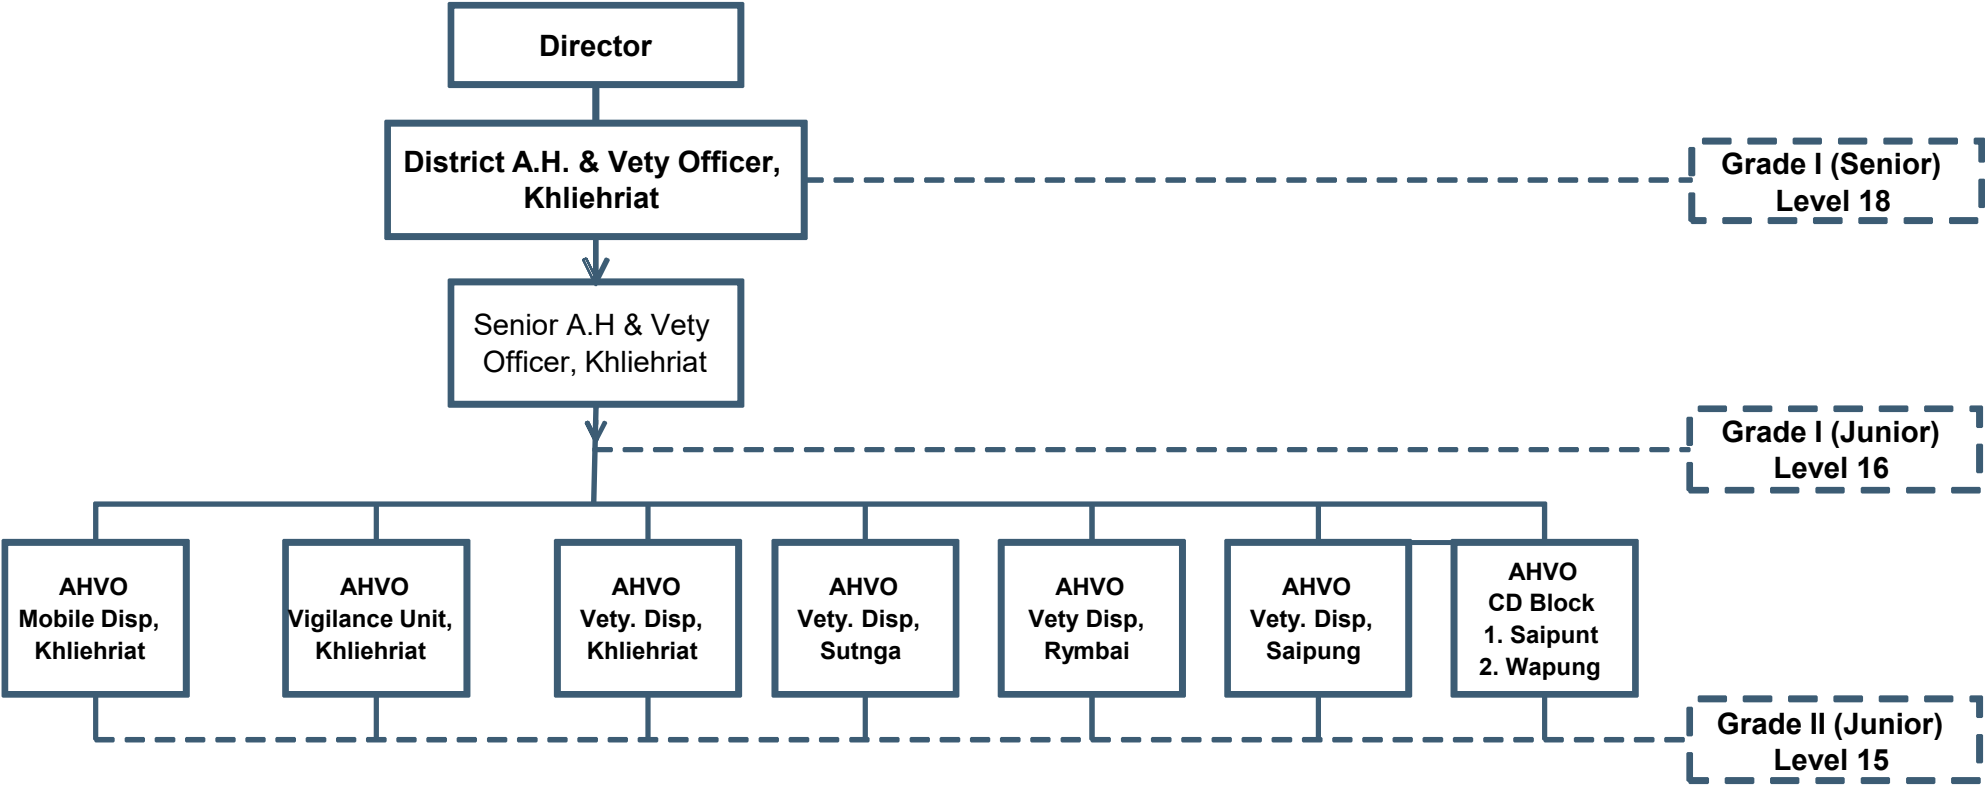 Director
District A.H. & Vety Officer,
Khliehriat
Grade I (Senior)
Level 18
Senior A.H & Vety
Officer, Khliehriat
Grade I (Junior)
Level 16
AHVO
Mobile Disp,
Khliehriat
AHVO
Vigilance Unit,
Khliehriat
AHVO
Vety. Disp,
Khliehriat
AHVO
Vety. Disp,
Sutnga
AHVO
Vety Disp,
Rymbai
AHVO
Vety. Disp,
Saipung
AHVO
CD Block
1. Saipunt
2. Wapung
Grade II (Junior)
Level 15